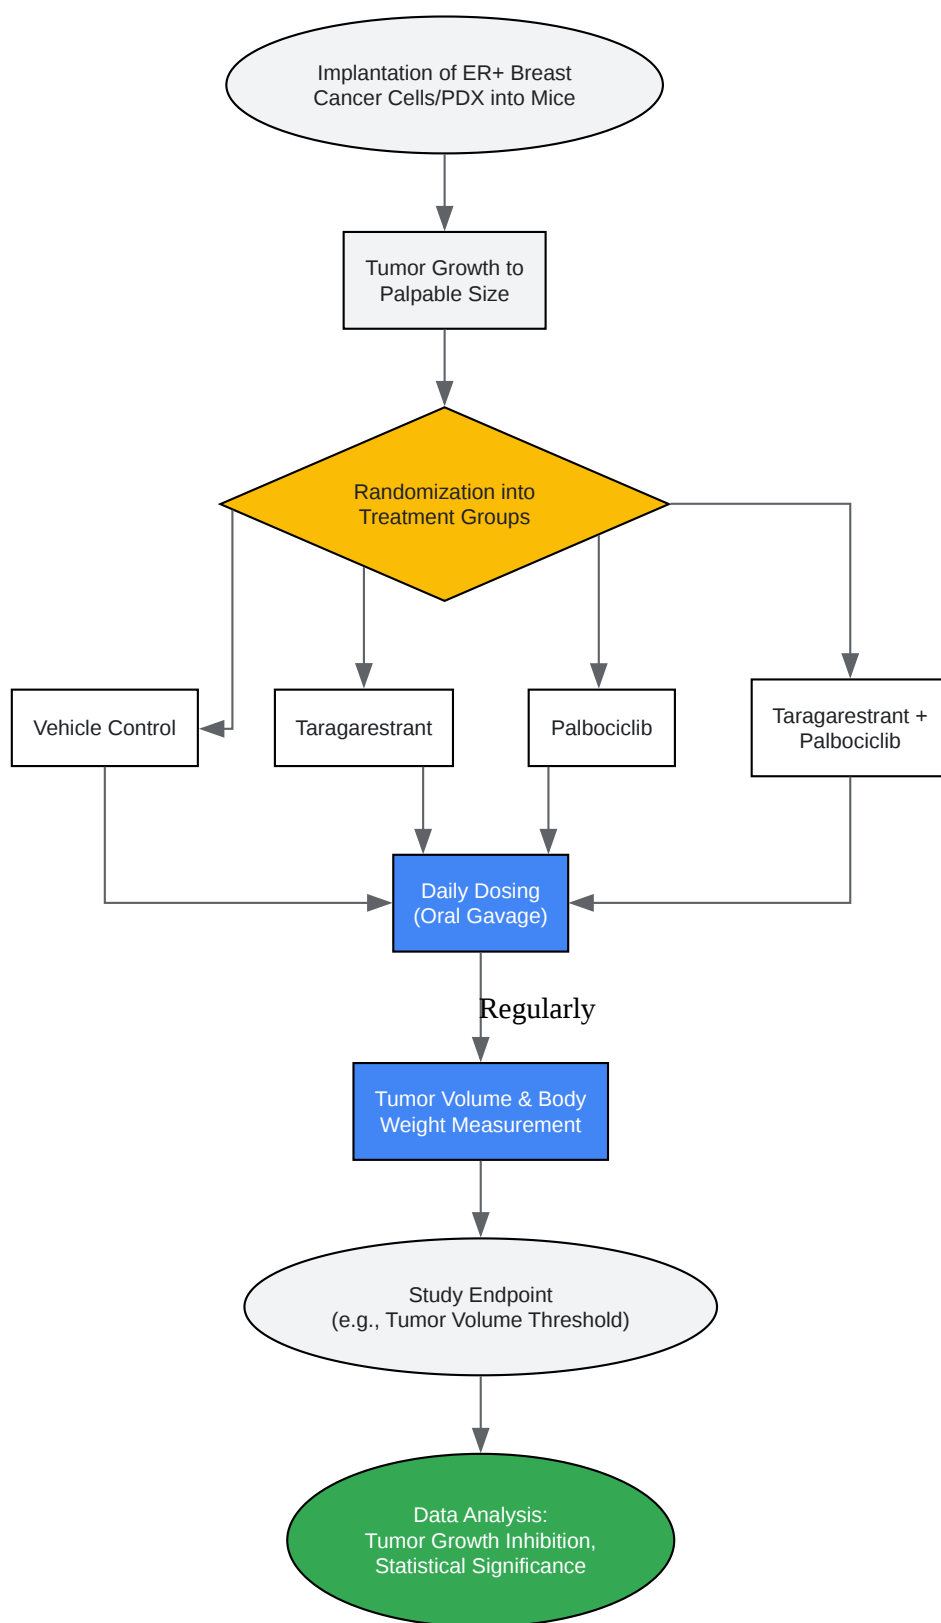 Implantation of ER+ Breast
Cancer Cells/PDX into Mice
Tumor Growth to
Palpable Size
Randomization into
Treatment Groups
Vehicle Control
Taragarestrant
Palbociclib
Taragarestrant +
Palbociclib
Daily Dosing
(Oral Gavage)
Regularly
Tumor Volume & Body
Weight Measurement
Study Endpoint
(e.g., Tumor Volume Threshold)
Data Analysis:
Tumor Growth Inhibition,
Statistical Significance